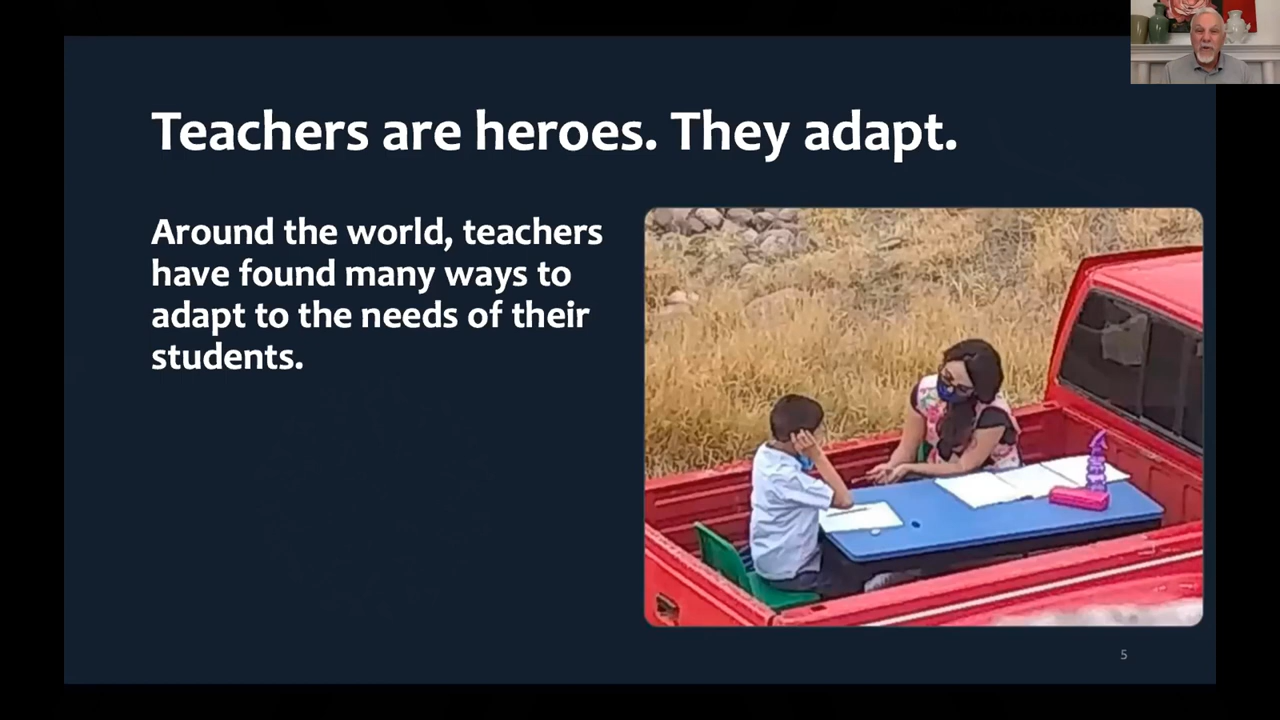 Teachers are heroes. They adapt.
Around the world, teachers
have found many ways to
adapt to the needs of their
students.
5